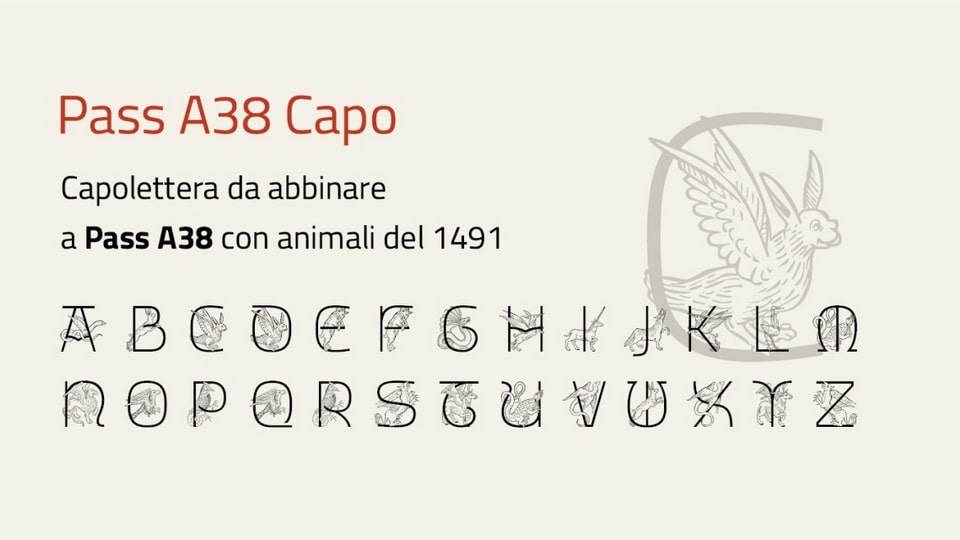 Pass A38 Capo
Capolettera da abbinare
a Pass A38 con animali del 1491
A B C D E F G H I J K L M
N O P Q R S T U V W X Y Z
C